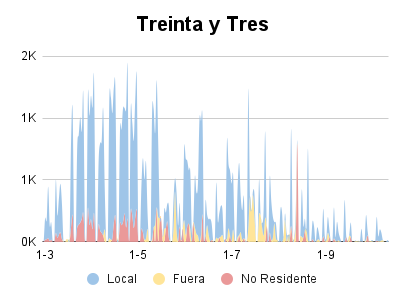 Treinta y Tres
2K
1K
1K
0K
1-3 1-5 1-7 1-9
Local Fuera No Residente